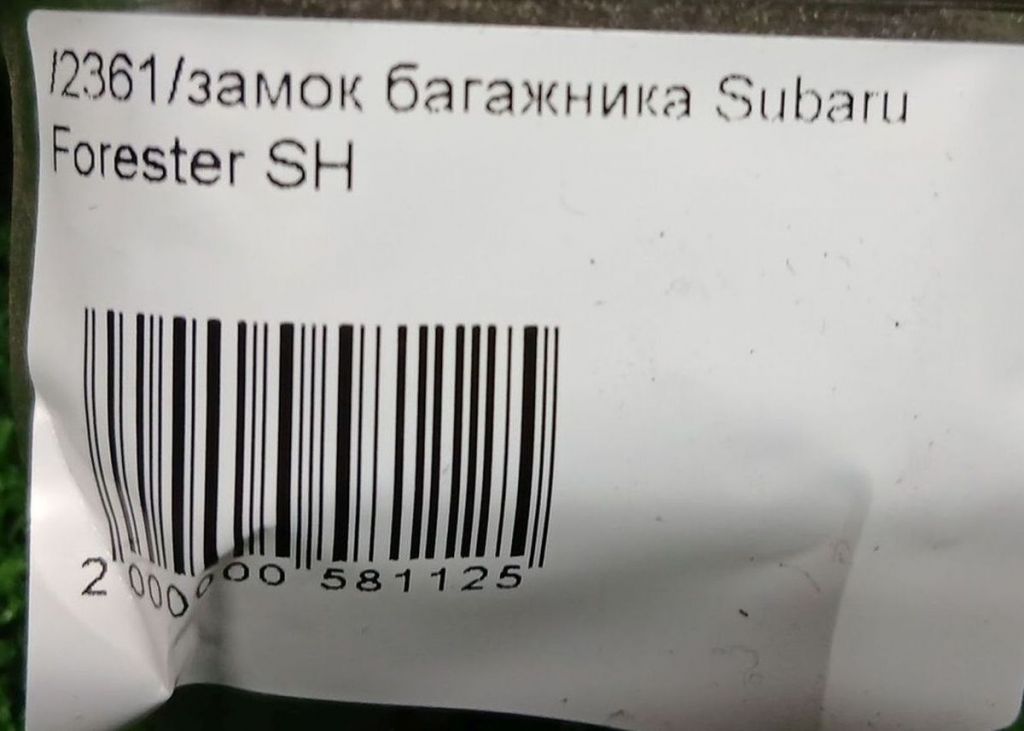 /2361/замок багажника Subaru
Forester SH
2 000000 581125